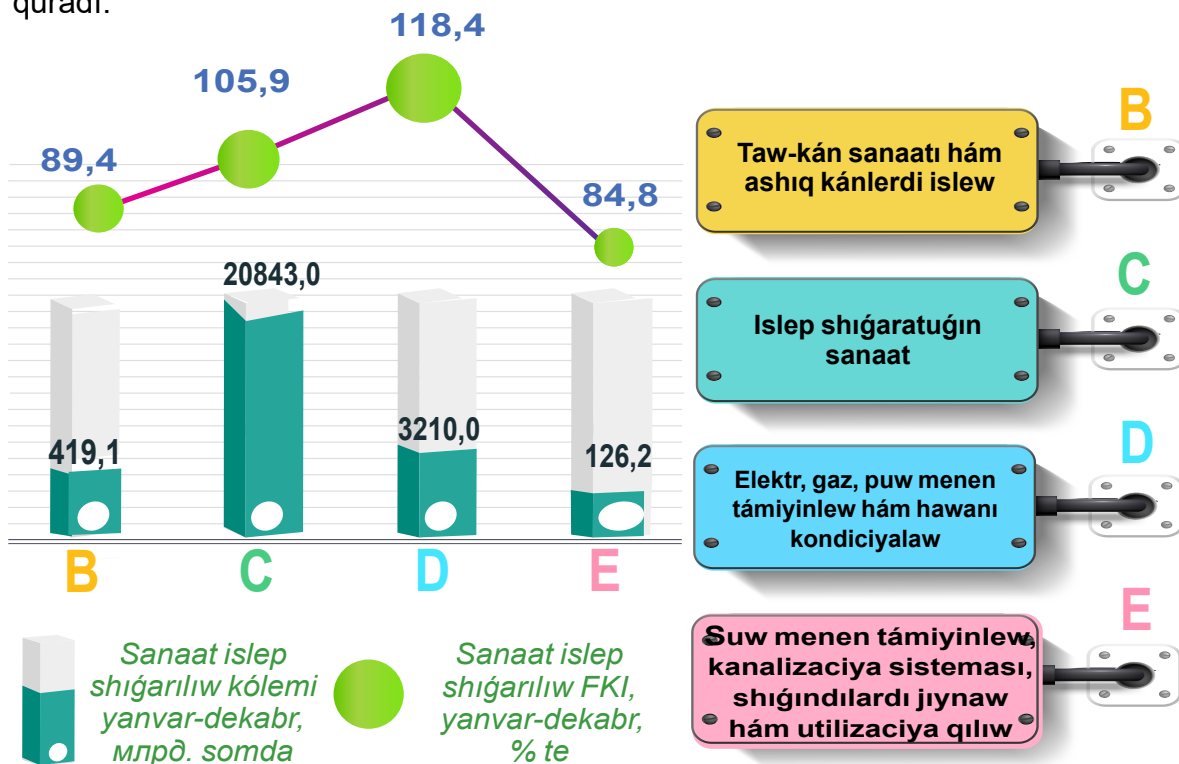 quradı.
118,4
105,9
89,4
84,8
20843,0
419,1
3210,0
126,2
B
C
D
E
Sanaat islep
shıǵarılıw kólemi
yanvar-dekabr,
млрд. somda
Sanaat islep
shıǵarılıw FKI,
yanvar-dekabr,
% te
B
Taw-kán sanaatı hám
ashıq kánlerdi islew
C
Islep shıǵaratuǵın
sanaat
D
Elektr, gaz, puw menen
támiyinlew hám hawanı
kondiciyalaw
E
Suw menen támiyinlew,
kanalizaciya sisteması,
shıǵındılardı jıynaw
hám utilizaciya qılıw